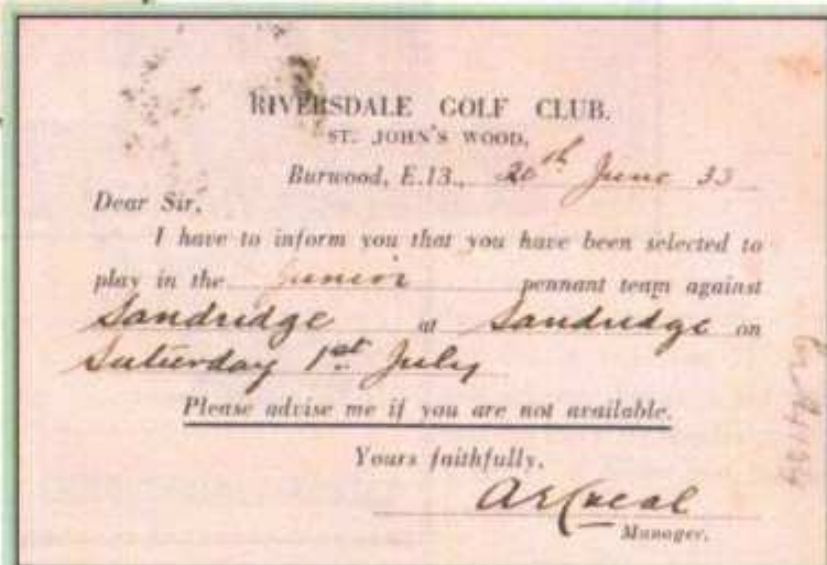 RIVERSDALE GOLF CLUB.
ST. JOHN'S WOOD,
Burwood, E.13., 20th June 33
Dear Sir,
I have to inform you that you have been selected to
play in the Junior pennant team against
Sandridge at Sandridge on
Saturday 1st July
Please advise me if you are not available.
Yours faithfully,
Manager.